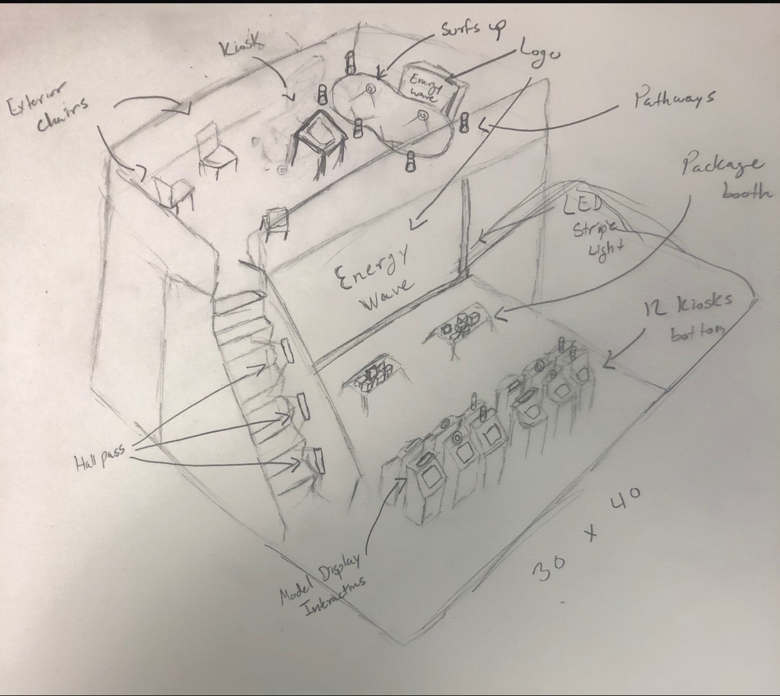 Surfs up
Logo
Kiosk
Exterior
Chairs
Energy
wave
Pathways
Package
booth
LED
Stripe
Light
Energy
Wave
12 Kiosks
bottom
Hall pass
Model Display
30 x 40